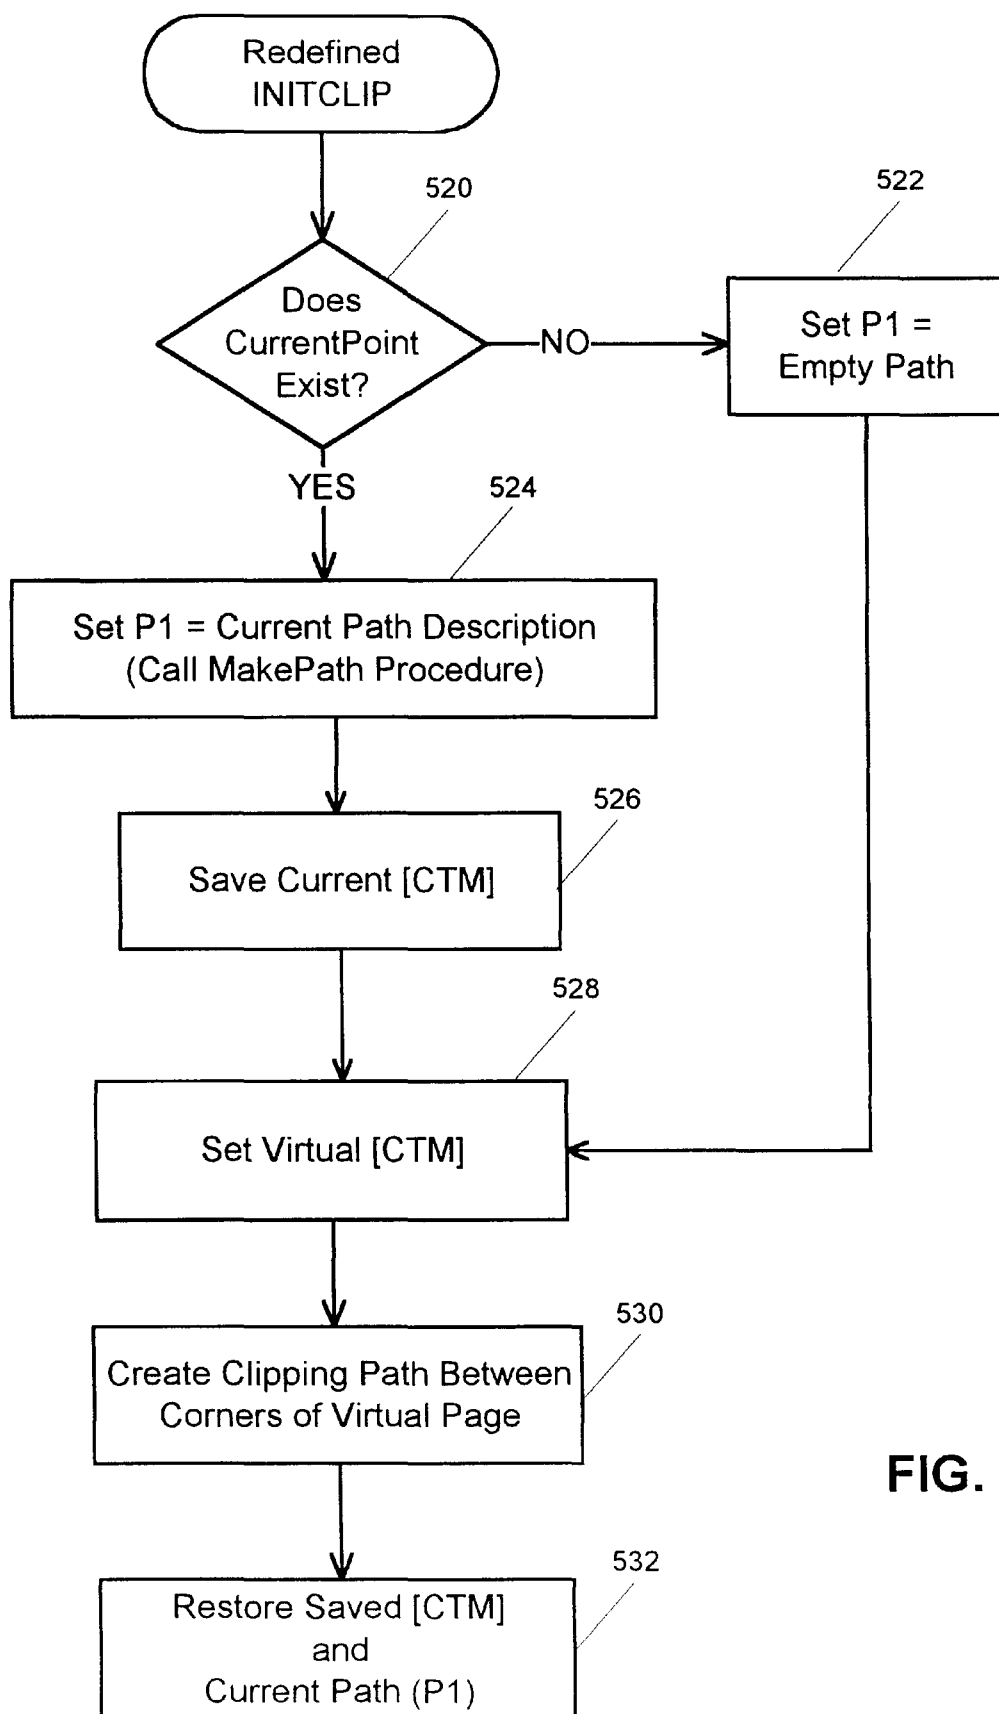 Redefined
INITCLIP
520
522
Does
CurrentPoint
Exist?
NO
Set P1 =
Empty Path
YES
524
Set P1 = Current Path Description
(Call MakePath Procedure)
526
Save Current [CTM]
528
Set Virtual [CTM]
530
Create Clipping Path Between
Corners of Virtual Page
FIG.
532
Restore Saved [CTM]
and
Current Path (P1)